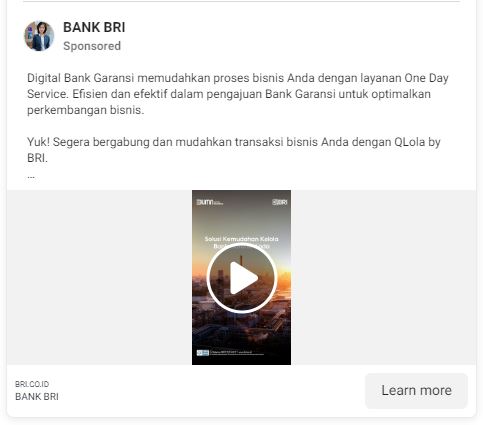 BANK BRI
Sponsored
Digital Bank Garansi memudahkan proses bisnis Anda dengan layanan One Day
Service. Efisien dan efektif dalam pengajuan Bank Garansi untuk optimalkan
perkembangan bisnis.
Yuk! Segera bergabung dan mudahkan transaksi bisnis Anda dengan QLola by
BRI.
...
BUMN
BRI
Solusi Kemudahan Kelola
BRI.CO.ID
BANK BRI
Learn more